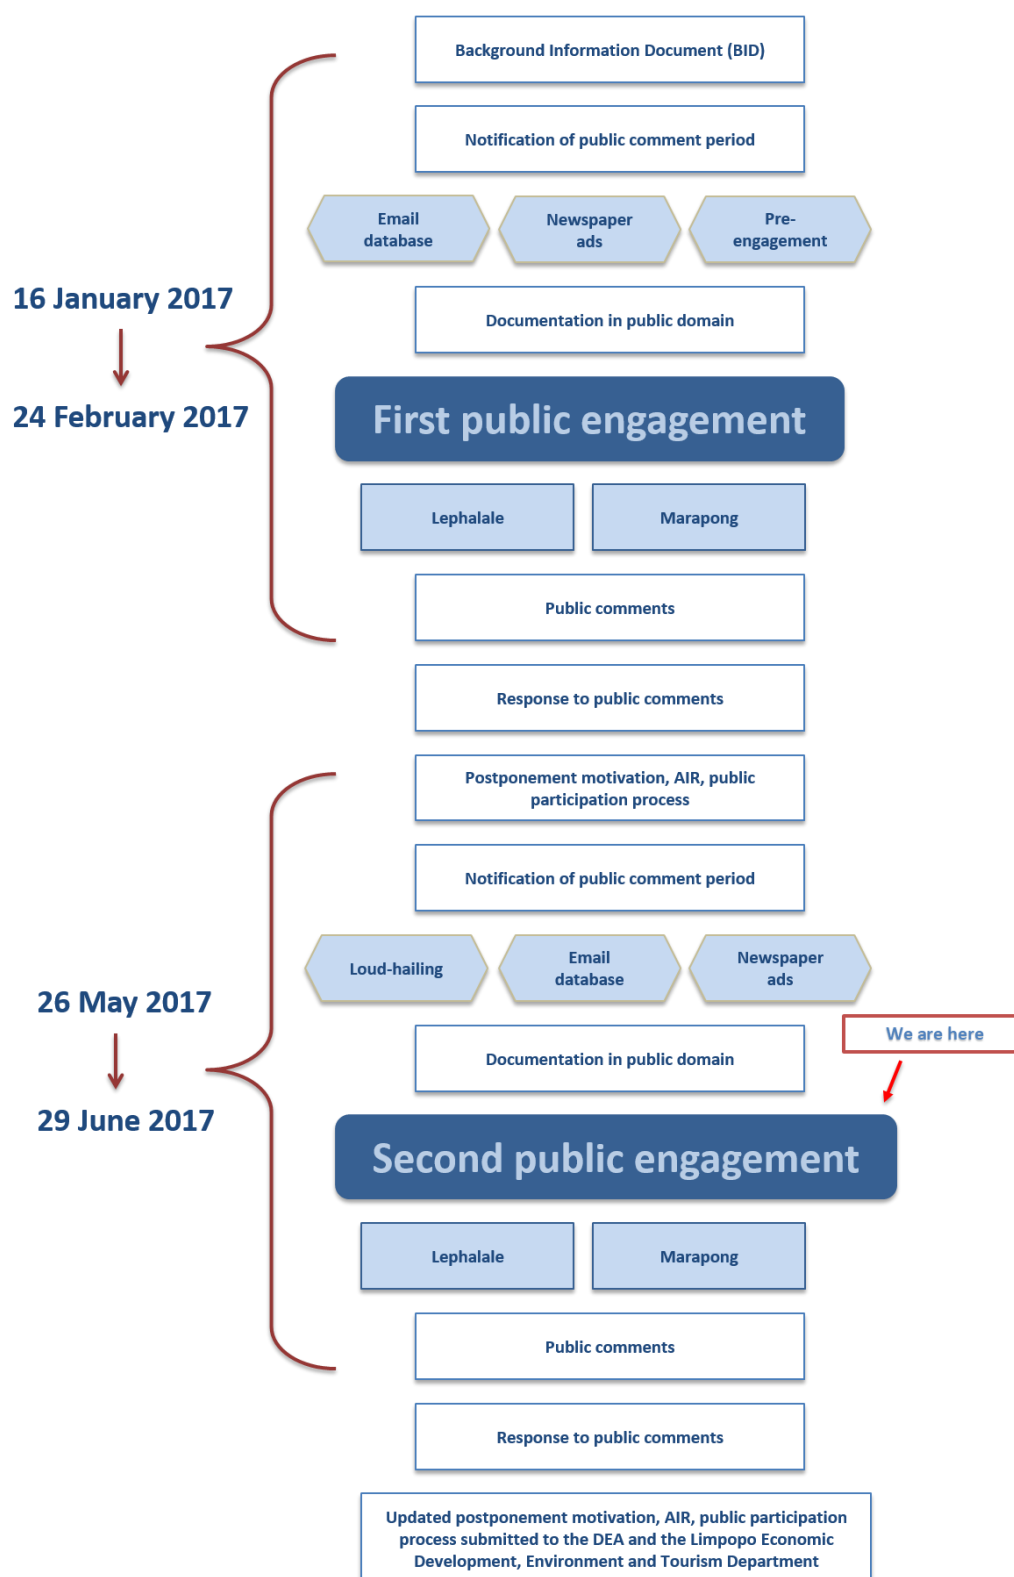 Background Information Document (BID)
Notification of public comment period
Email
database
Newspaper
ads
Pre-
engagement
16 January 2017
24 February 2017
Documentation in public domain
First public engagement
Lephalale
Marapong
Public comments
Response to public comments
Postponement motivation, AIR, public
participation process
Notification of public comment period
Loud-hailing
Email
database
Newspaper
ads
26 May 2017
29 June 2017
We are here
Documentation in public domain
Second public engagement
Lephalale
Marapong
Public comments
Response to public comments
Updated postponement motivation, AIR, public participation
process submitted to the DEA and the Limpopo Economic
Development, Environment and Tourism Department